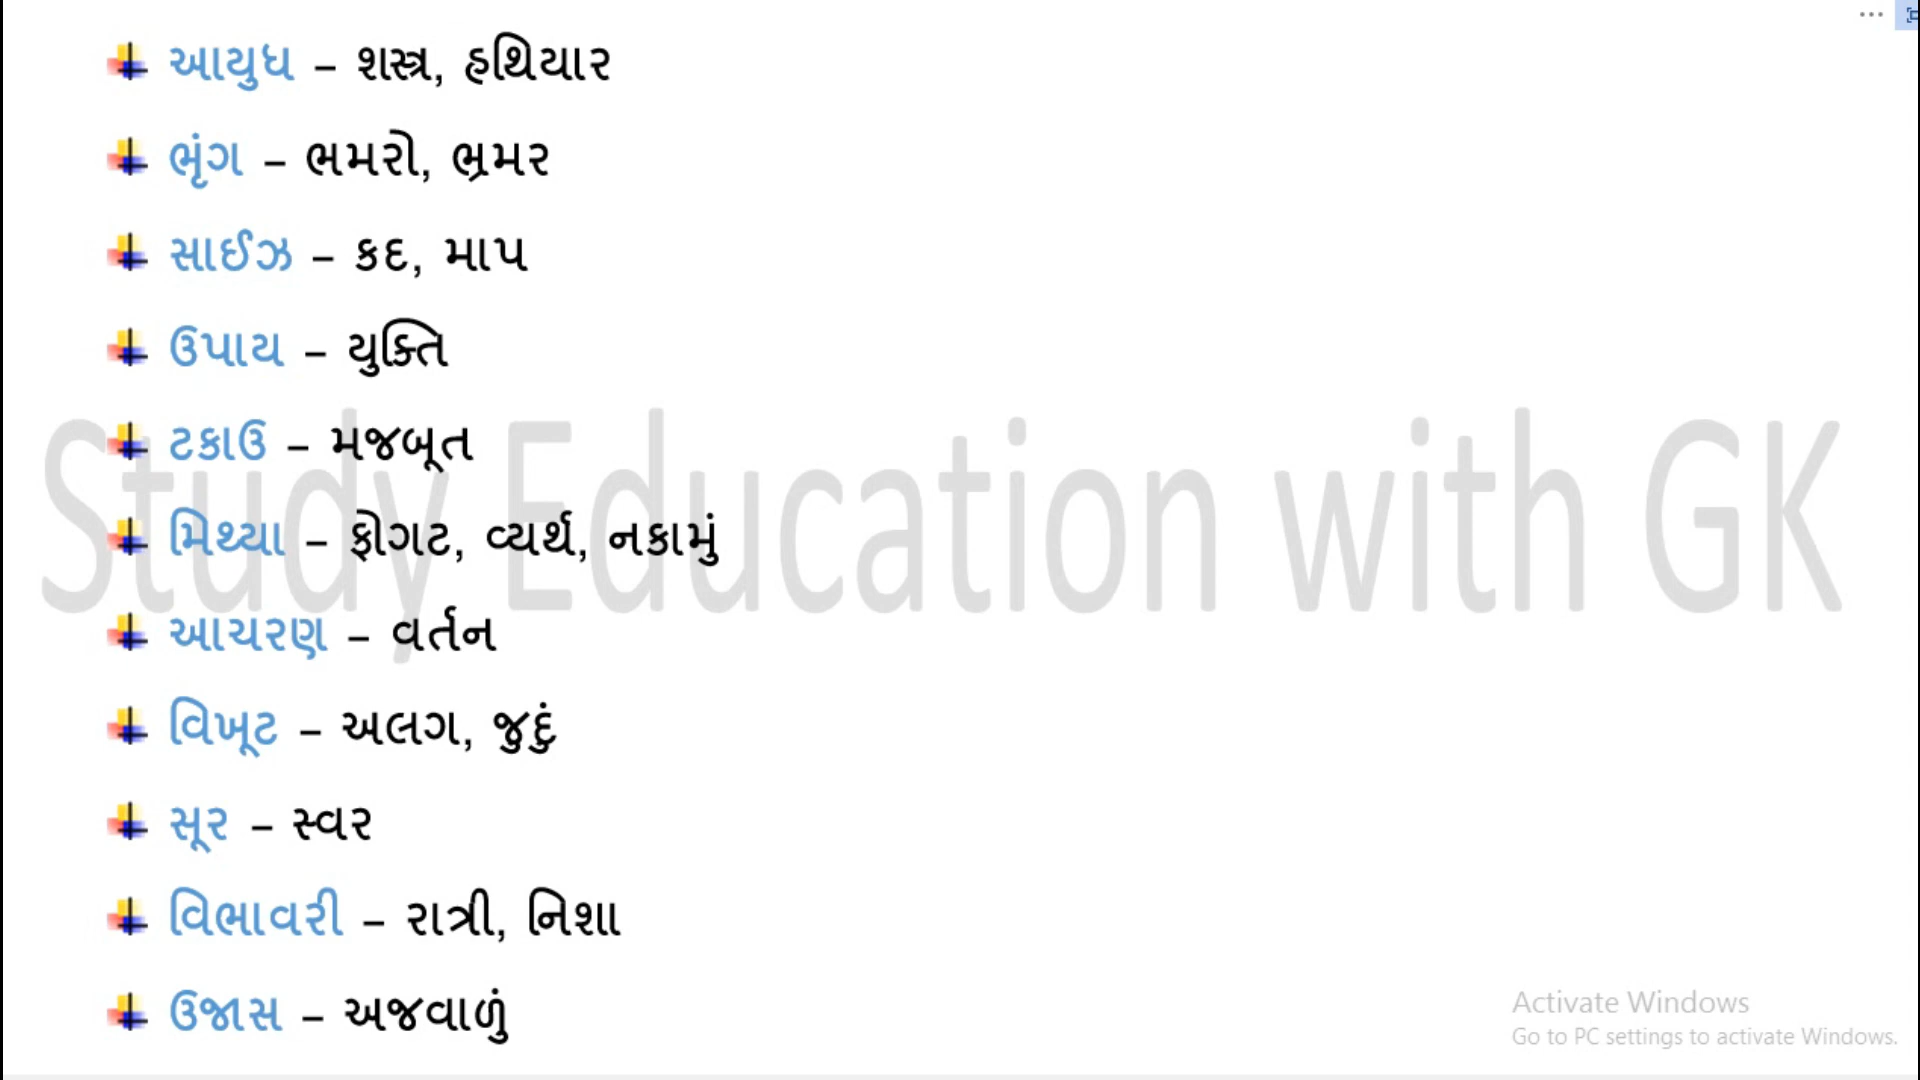 આયુધ – શસ્ત્ર, હથિયાર
ભૃંગ – ભમરો, ભ્રમર
સાઈઝ – કદ, માપ
ઉપાય – યુક્તિ
ટકાઉ – મજબૂત
મિથ્યા – ફોગટ, વ્યર્થ, નકામું
Study Education with GK
આચરણ – વર્તન
વિખૂટ – અલગ, જુદું
સૂર – સ્વર
વિભાવરી – રાત્રી, નિશા
ઉજાસ – અજવાળું
Activate Windows
Go to PC settings to activate Windows.